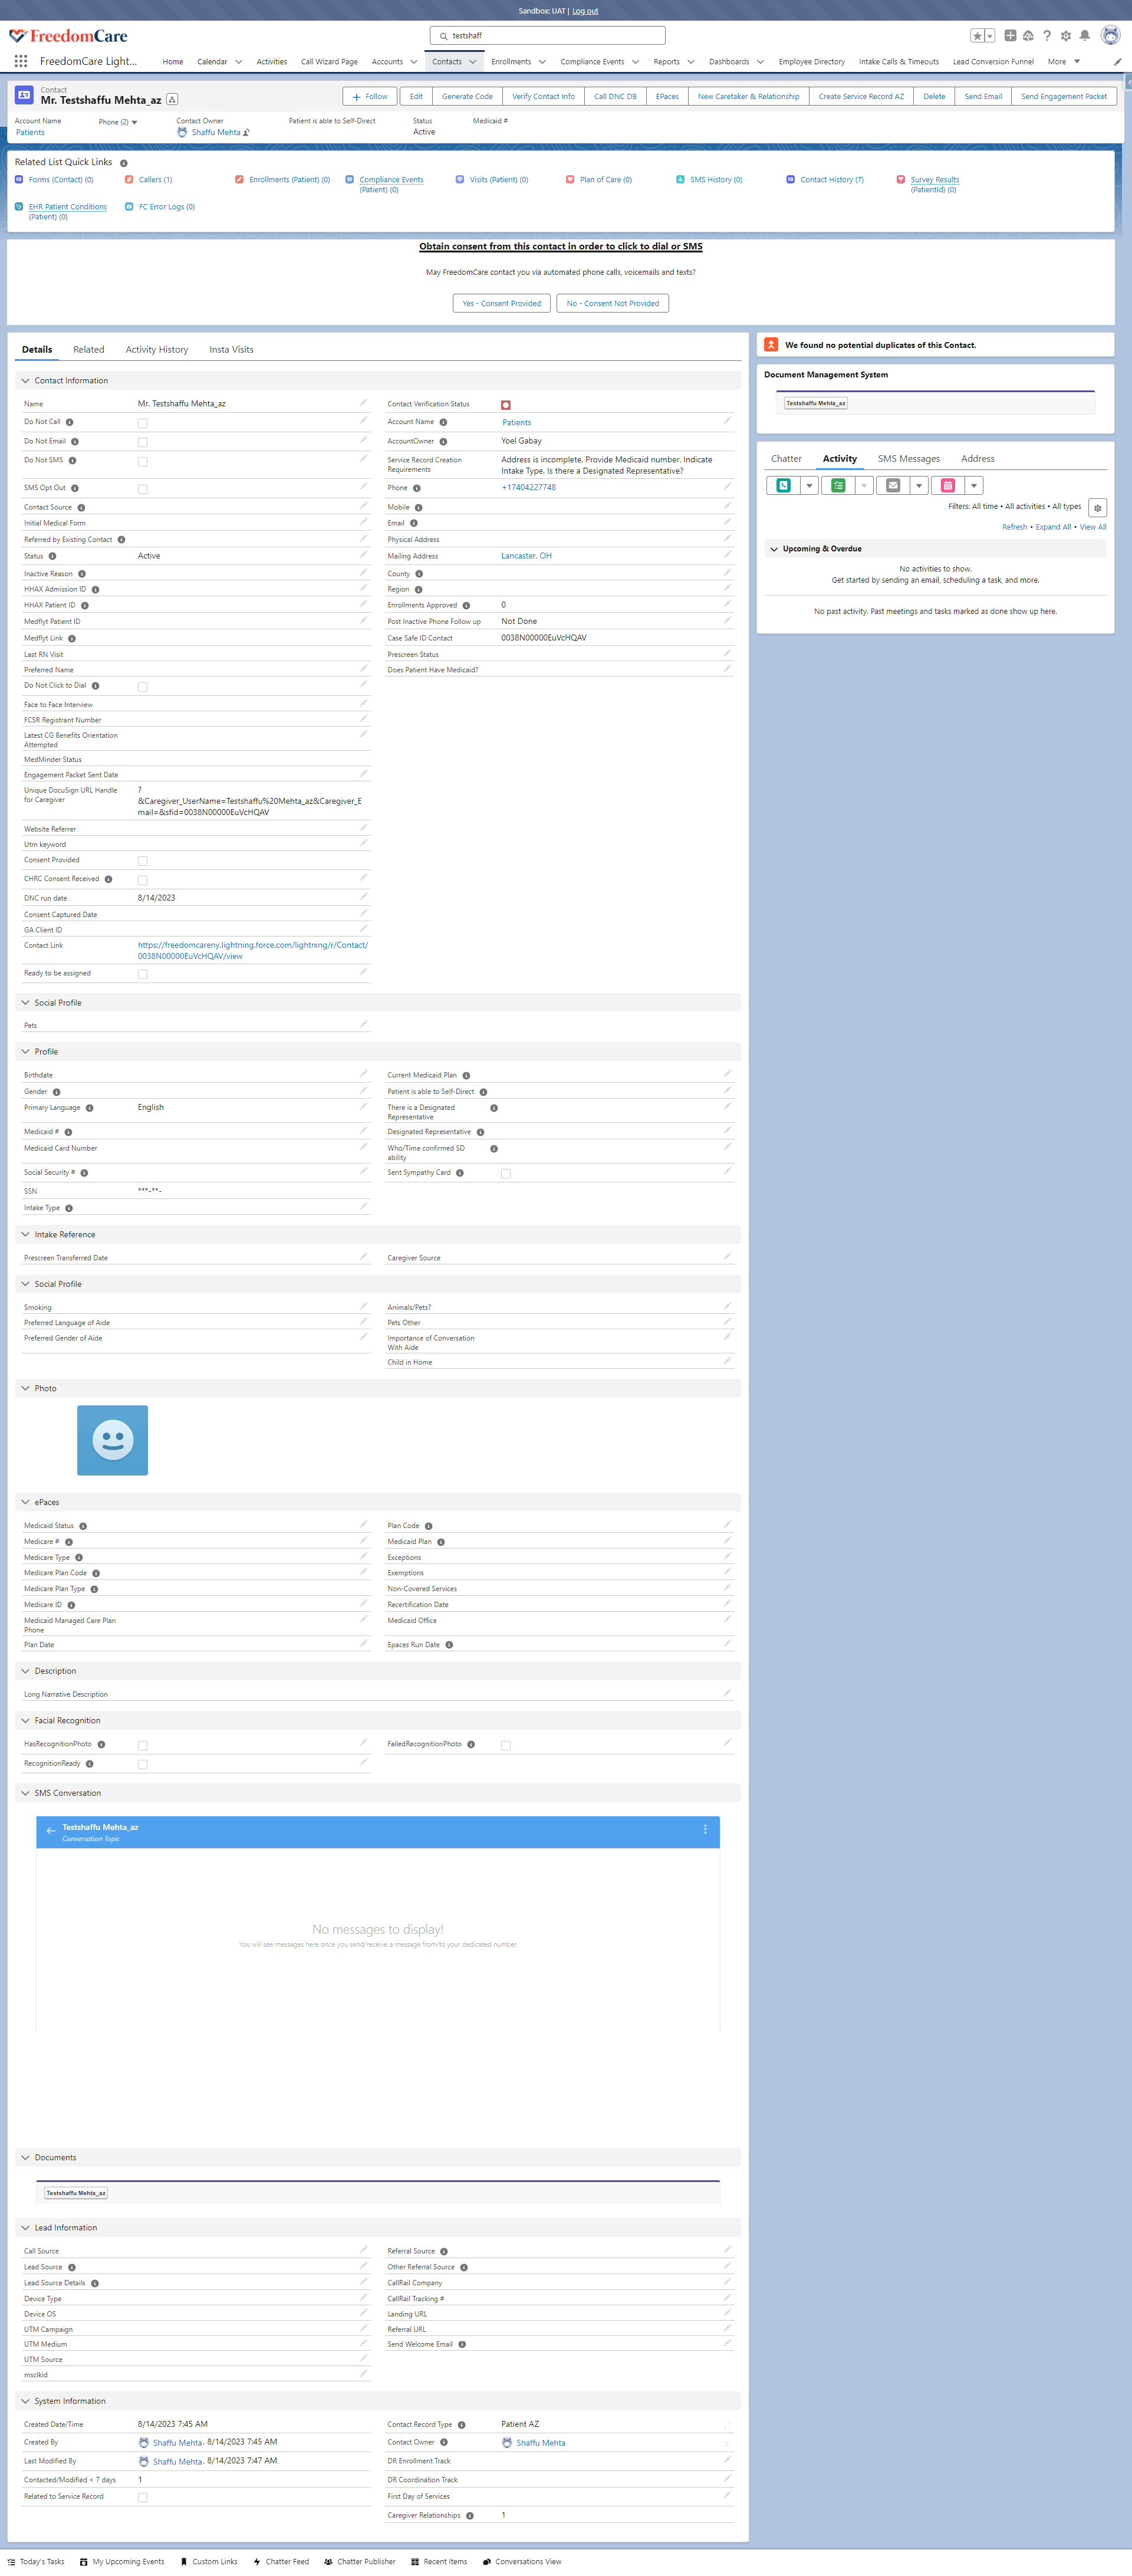 Sandbox: UAT | Log out
FreedomCare
testshaff
FreedomCare Light...
Home
Calendar
Activities
Call Wizard Page
Accounts
Contacts
Enrollments
Compliance Events
Reports
Dashboards
Employee Directory
Intake Calls & Timeouts
Lead Conversion Funnel
More
Contact
Mr. Testshaffu Mehta_az
Follow
Edit
Generate Code
Verify Contact Info
Call DNC DB
EPaces
New Caretaker & Relationship
Create Service Record AZ
Delete
Send Email
Send Engagement Packet
Account Name
Phone (2)
Contact Owner
Patient is able to Self-Direct
Status
Medicaid #
Patients
Shaffu Mehta
Active
Related List Quick Links
Forms (Contact) (0)
Callers (1)
Enrollments (Patient) (0)
Compliance Events
(Patient) (0)
Visits (Patient) (0)
Plan of Care (0)
SMS History (0)
Contact History (7)
Survey Results
(PatientId) (0)
EHR Patient Conditions
(Patient) (0)
FC Error Logs (0)
Obtain consent from this contact in order to click to dial or SMS
May FreedomCare contact you via automated phone calls, voicemails and texts?
Yes - Consent Provided
No - Consent Not Provided
Details
Related
Activity History
Insta Visits
Contact Information
Name
Mr. Testshaffu Mehta_az
Do Not Call
Do Not Email
Do Not SMS
SMS Opt Out
Contact Source
Initial Medical Form
Referred by Existing Contact
Status
Active
Inactive Reason
HHAX Admission ID
HHAX Patient ID
Medflyt Patient ID
Medflyt Link
Last RN Visit
Preferred Name
Do Not Click to Dial
Face to Face Interview
FCSR Registrant Number
Latest CG Benefits Orientation
Attempted
MedMinder Status
Engagement Packet Sent Date
Unique DocuSign URL Handle
for Caregiver
?
&Caregiver_UserName=Testshaffu%20Mehta_az&Caregiver_E
mail=&sfid=0038N00000EuVcHQAV
Website Referrer
Utm keyword
Consent Provided
CHRC Consent Received
DNC run date
8/14/2023
Consent Captured Date
GA Client ID
Contact Link
https://freedomcareny.lightning.force.com/lightning/r/Contact/
0038N00000EuVcHQAV/view
Ready to be assigned
Contact Verification Status
Account Name
Patients
AccountOwner
Yoel Gabay
Service Record Creation
Requirements
Address is incomplete. Provide Medicaid number. Indicate
Intake Type. Is there a Designated Representative?
Phone
+17404227748
Mobile
Email
Physical Address
Mailing Address
Lancaster, OH
County
Region
Enrollments Approved
0
Post Inactive Phone Follow up
Not Done
Case Safe ID Contact
0038N00000EuVcHQAV
Prescreen Status
Does Patient Have Medicaid?
Social Profile
Pets
Profile
Birthdate
Gender
Primary Language
English
Medicaid #
Medicaid Card Number
Social Security #
SSN
***-**-
Intake Type
Current Medicaid Plan
Patient is able to Self-Direct
There is a Designated
Representative
Designated Representative
Who/Time confirmed SD
ability
Sent Sympathy Card
Intake Reference
Prescreen Transferred Date
Caregiver Source
Social Profile
Smoking
Preferred Language of Aide
Preferred Gender of Aide
Animals/Pets?
Pets Other
Importance of Conversation
With Aide
Child in Home
Photo
ePaces
Medicaid Status
Medicare #
Medicare Type
Medicare Plan Code
Medicare Plan Type
Medicare ID
Medicaid Managed Care Plan
Phone
Plan Date
Plan Code
Medicaid Plan
Exceptions
Exemptions
Non-Covered Services
Recertification Date
Medicaid Office
Epaces Run Date
Description
Long Narrative Description
Facial Recognition
HasRecognitionPhoto
RecognitionReady
FailedRecognitionPhoto
SMS Conversation
Testshaffu Mehta_az
Conversation Topic
No messages to display!
You will see messages here once you send/receive a message from/to your dedicated number.
Documents
Testshaffu Mehta_az
Lead Information
Call Source
Lead Source
Lead Source Details
Device Type
Device OS
UTM Campaign
UTM Medium
UTM Source
msclkid
Referral Source
Other Referral Source
CallRail Company
CallRail Tracking #
Landing URL
Referral URL
Send Welcome Email
System Information
Created Date/Time
8/14/2023 7:45 AM
Created By
Shaffu Mehta, 8/14/2023 7:45 AM
Last Modified By
Shaffu Mehta, 8/14/2023 7:47 AM
Contacted/Modified < 7 days
1
Related to Service Record
Contact Record Type
Patient AZ
Contact Owner
Shaffu Mehta
DR Enrollment Track
DR Coordination Track
First Day of Services
Caregiver Relationships
1
We found no potential duplicates of this Contact.
Document Management System
Testshaffu Mehta_az
Chatter
Activity
SMS Messages
Address
Filters: All time • All activities • All types
Refresh • Expand All • View All
Upcoming & Overdue
No activities to show.
Get started by sending an email, scheduling a task, and more.
No past activity. Past meetings and tasks marked as done show up here.
Today's Tasks
My Upcoming Events
Custom Links
Chatter Feed
Chatter Publisher
Recent Items
Conversations View